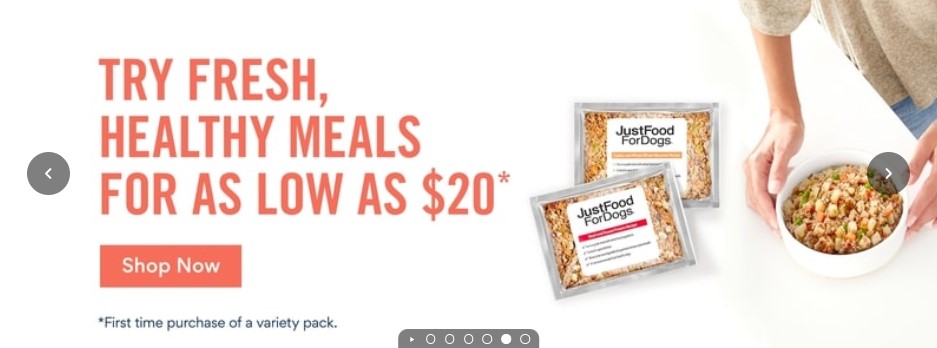 TRY FRESH,
HEALTHY MEALS
FOR AS LOW AS $20*
Shop Now
*First time purchase of a variety pack.
JustFood
ForDogs
JustFood
ForDogs